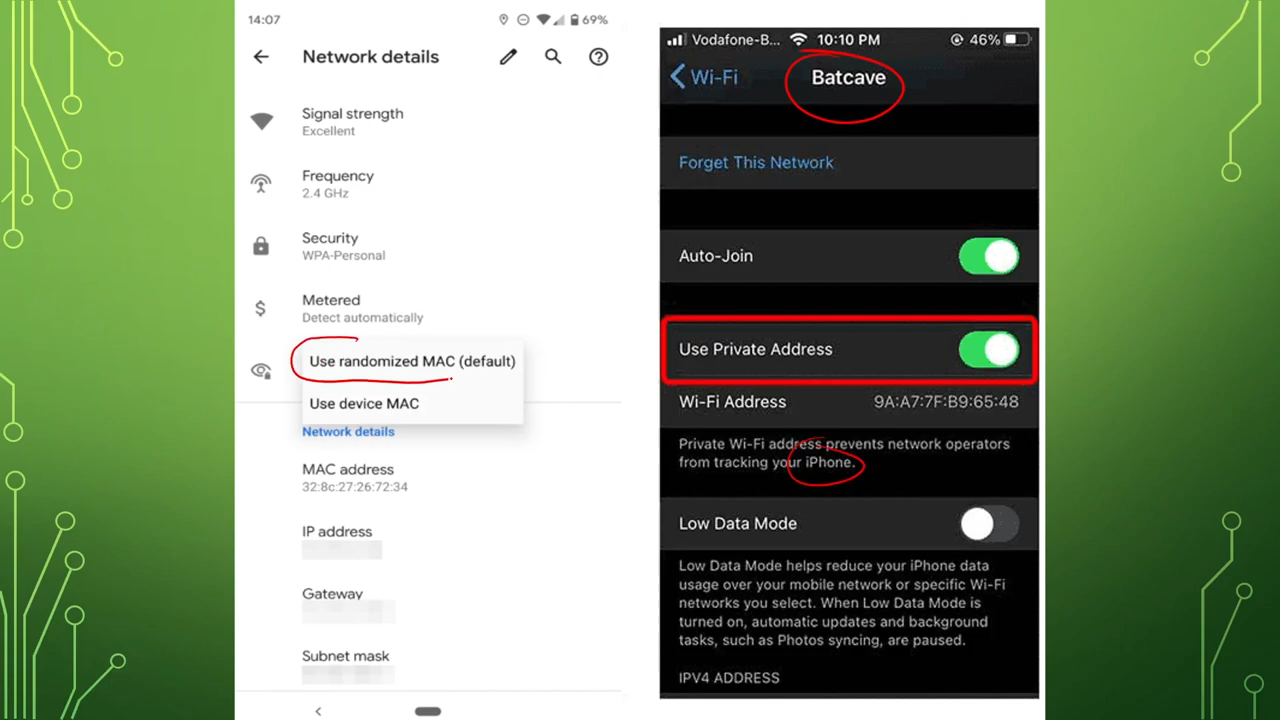 14:07
69%
Network details
Signal strength
Excellent
Frequency
2.4 GHz
Security
WPA-Personal
Metered
Detect automatically
Use randomized MAC (default)
Use device MAC
Network details
MAC address
32:8c:27:26:72:34
IP address
Gateway
Subnet mask
Vodafone-B...
10:10 PM
46%
Wi-Fi
Batcave
Forget This Network
Auto-Join
Use Private Address
Wi-Fi Address
9A:A7:7F:B9:65:48
Private Wi-Fi address prevents network operators
from tracking your iPhone.
Low Data Mode
Low Data Mode helps reduce your iPhone data
usage over your mobile network or specific Wi-Fi
networks you select. When Low Data Mode is
turned on, automatic updates and background
tasks, such as Photos syncing, are paused.
IPV4 ADDRESS